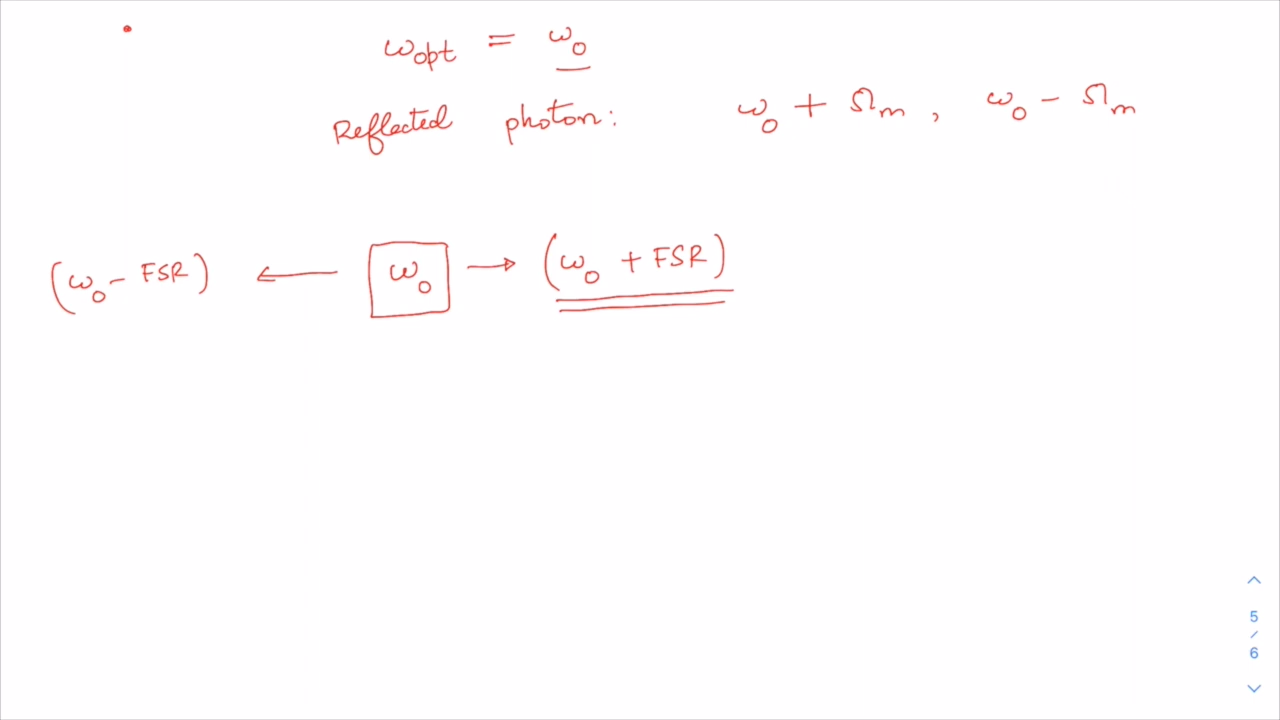 ω_opt = ω_0
Reflected photon: ω_0 + Ω_m , ω_0 - Ω_m
(ω_0 - FSR) ← ω_0 → (ω_0 + FSR)
5
/
6